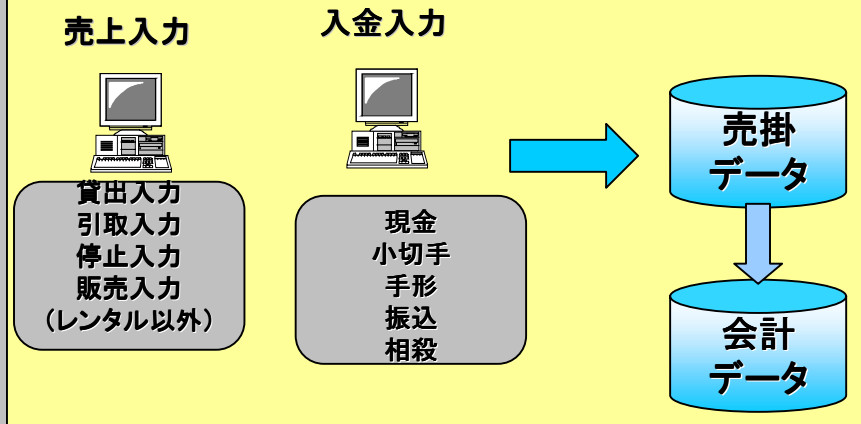 売上入力
入金入力
貸出入力
引取入力
停止入力
販売入力
（レンタル以外）
現金
小切手
手形
振込
相殺
売掛
データ
会計
データ